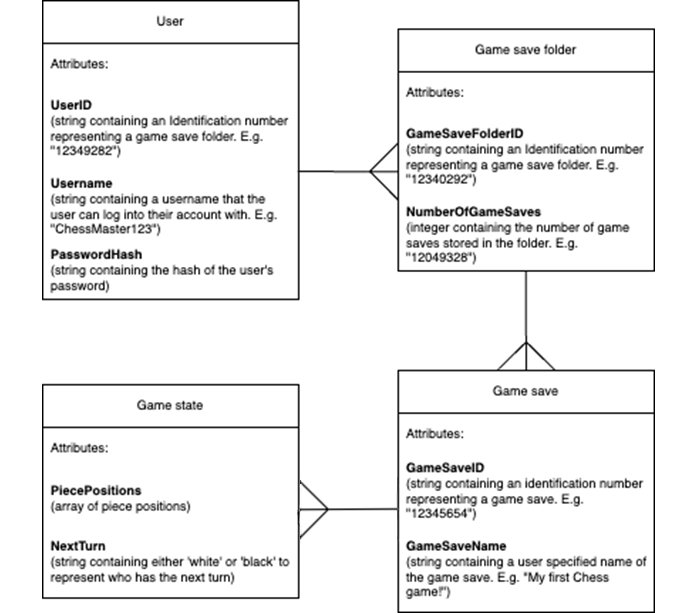 User
Attributes:
UserID
(string containing an Identification number
representing a game save folder. E.g.
"12349282")
Username
(string containing a username that the
user can log into their account with. E.g.
"ChessMaster123")
PasswordHash
(string containing the hash of the user's
password)
Game save folder
Attributes:
GameSaveFolderID
(string containing an Identification number
representing a game save folder. E.g.
"12340292")
NumberOfGameSaves
(integer containing the number of game
saves stored in the folder. E.g.
"12049328")
Game state
Attributes:
PiecePositions
(array of piece positions)
NextTurn
(string containing either 'white' or 'black' to
represent who has the next turn)
Game save
Attributes:
GameSaveID
(string containing an identification number
representing a game save. E.g.
"12345654")
GameSaveName
(string containing a user specified name of
the game save. E.g. "My first Chess
game!")